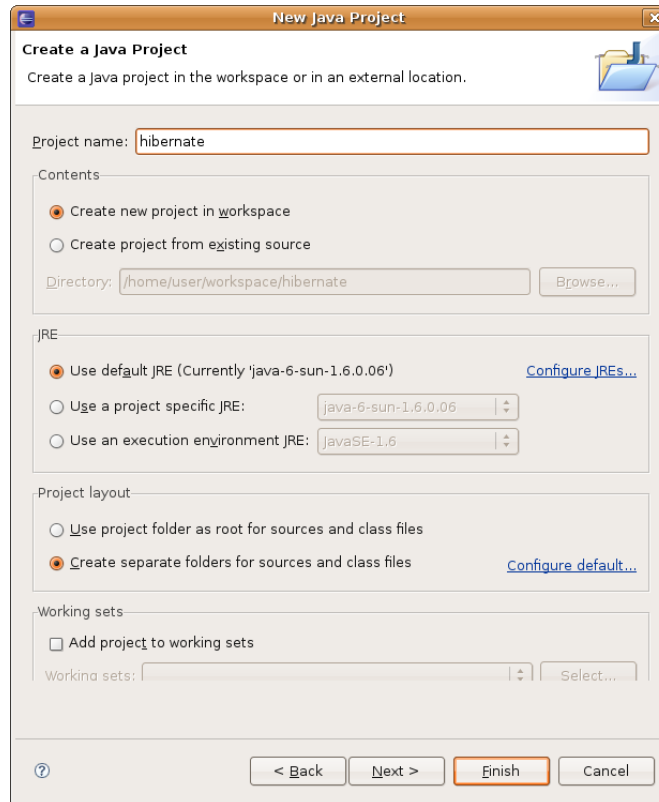 New Java Project
Create a Java Project
Create a Java project in the workspace or in an external location.
Project name: hibernate
Contents
Create new project in workspace
Create project from existing source
Directory: /home/user/workspace/hibernate Browse...
JRE
Use default JRE (Currently 'java-6-sun-1.6.0.06') Configure JREs...
Use a project specific JRE: java-6-sun-1.6.0.06
Use an execution environment JRE: JavaSE-1.6
Project layout
Use project folder as root for sources and class files
Create separate folders for sources and class files Configure default...
Working sets
Add project to working sets
Working sets: Select...
? < Back Next > Finish Cancel